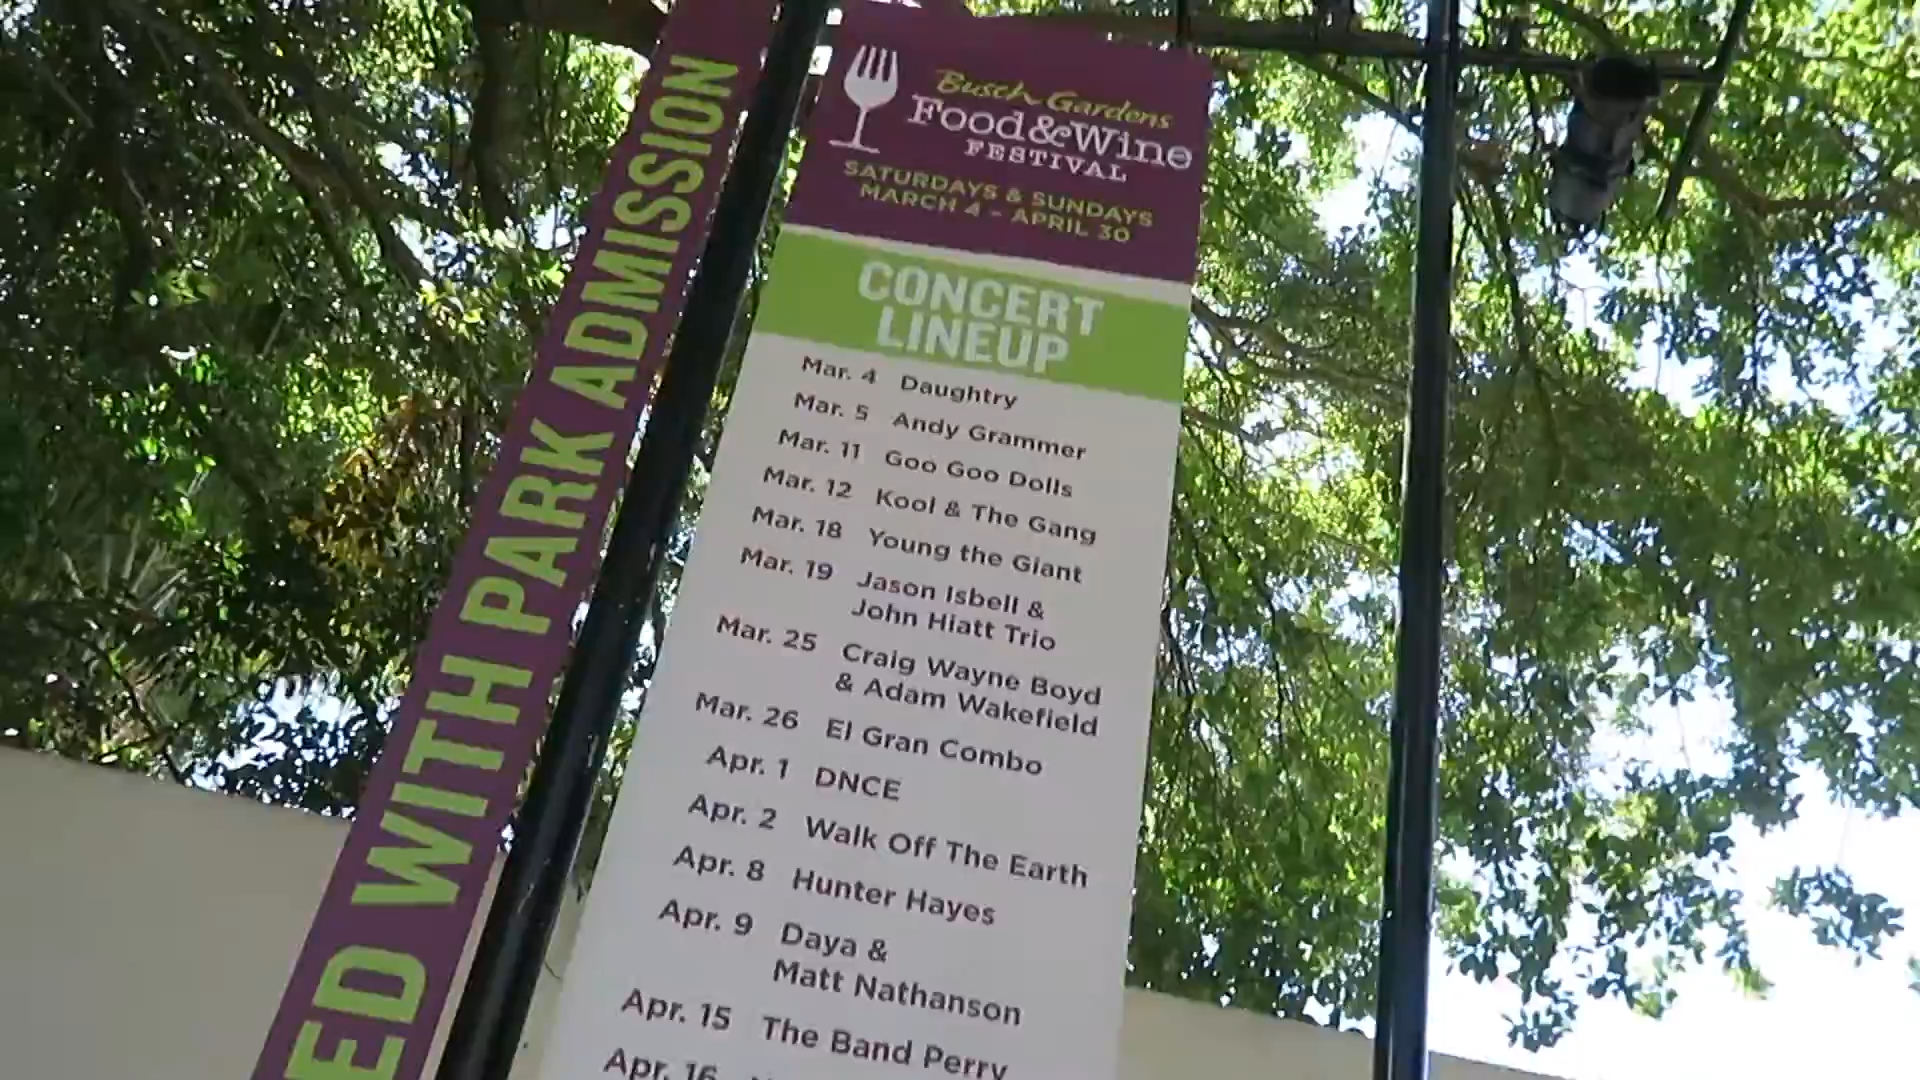 ED WITH PARK ADMISSION
Busch Gardens
Food & Wine
FESTIVAL
SATURDAYS & SUNDAYS
MARCH 4 - APRIL 30
CONCERT
LINEUP
Mar. 4 Daughtry
Mar. 5 Andy Grammer
Mar. 11 Goo Goo Dolls
Mar. 12 Kool & The Gang
Mar. 18 Young the Giant
Mar. 19 Jason Isbell &
John Hiatt Trio
Mar. 25 Craig Wayne Boyd
& Adam Wakefield
Mar. 26 El Gran Combo
Apr. 1 DNCE
Apr. 2 Walk Off The Earth
Apr. 8 Hunter Hayes
Apr. 9 Daya &
Matt Nathanson
Apr. 15 The Band Perry
Apr. 16